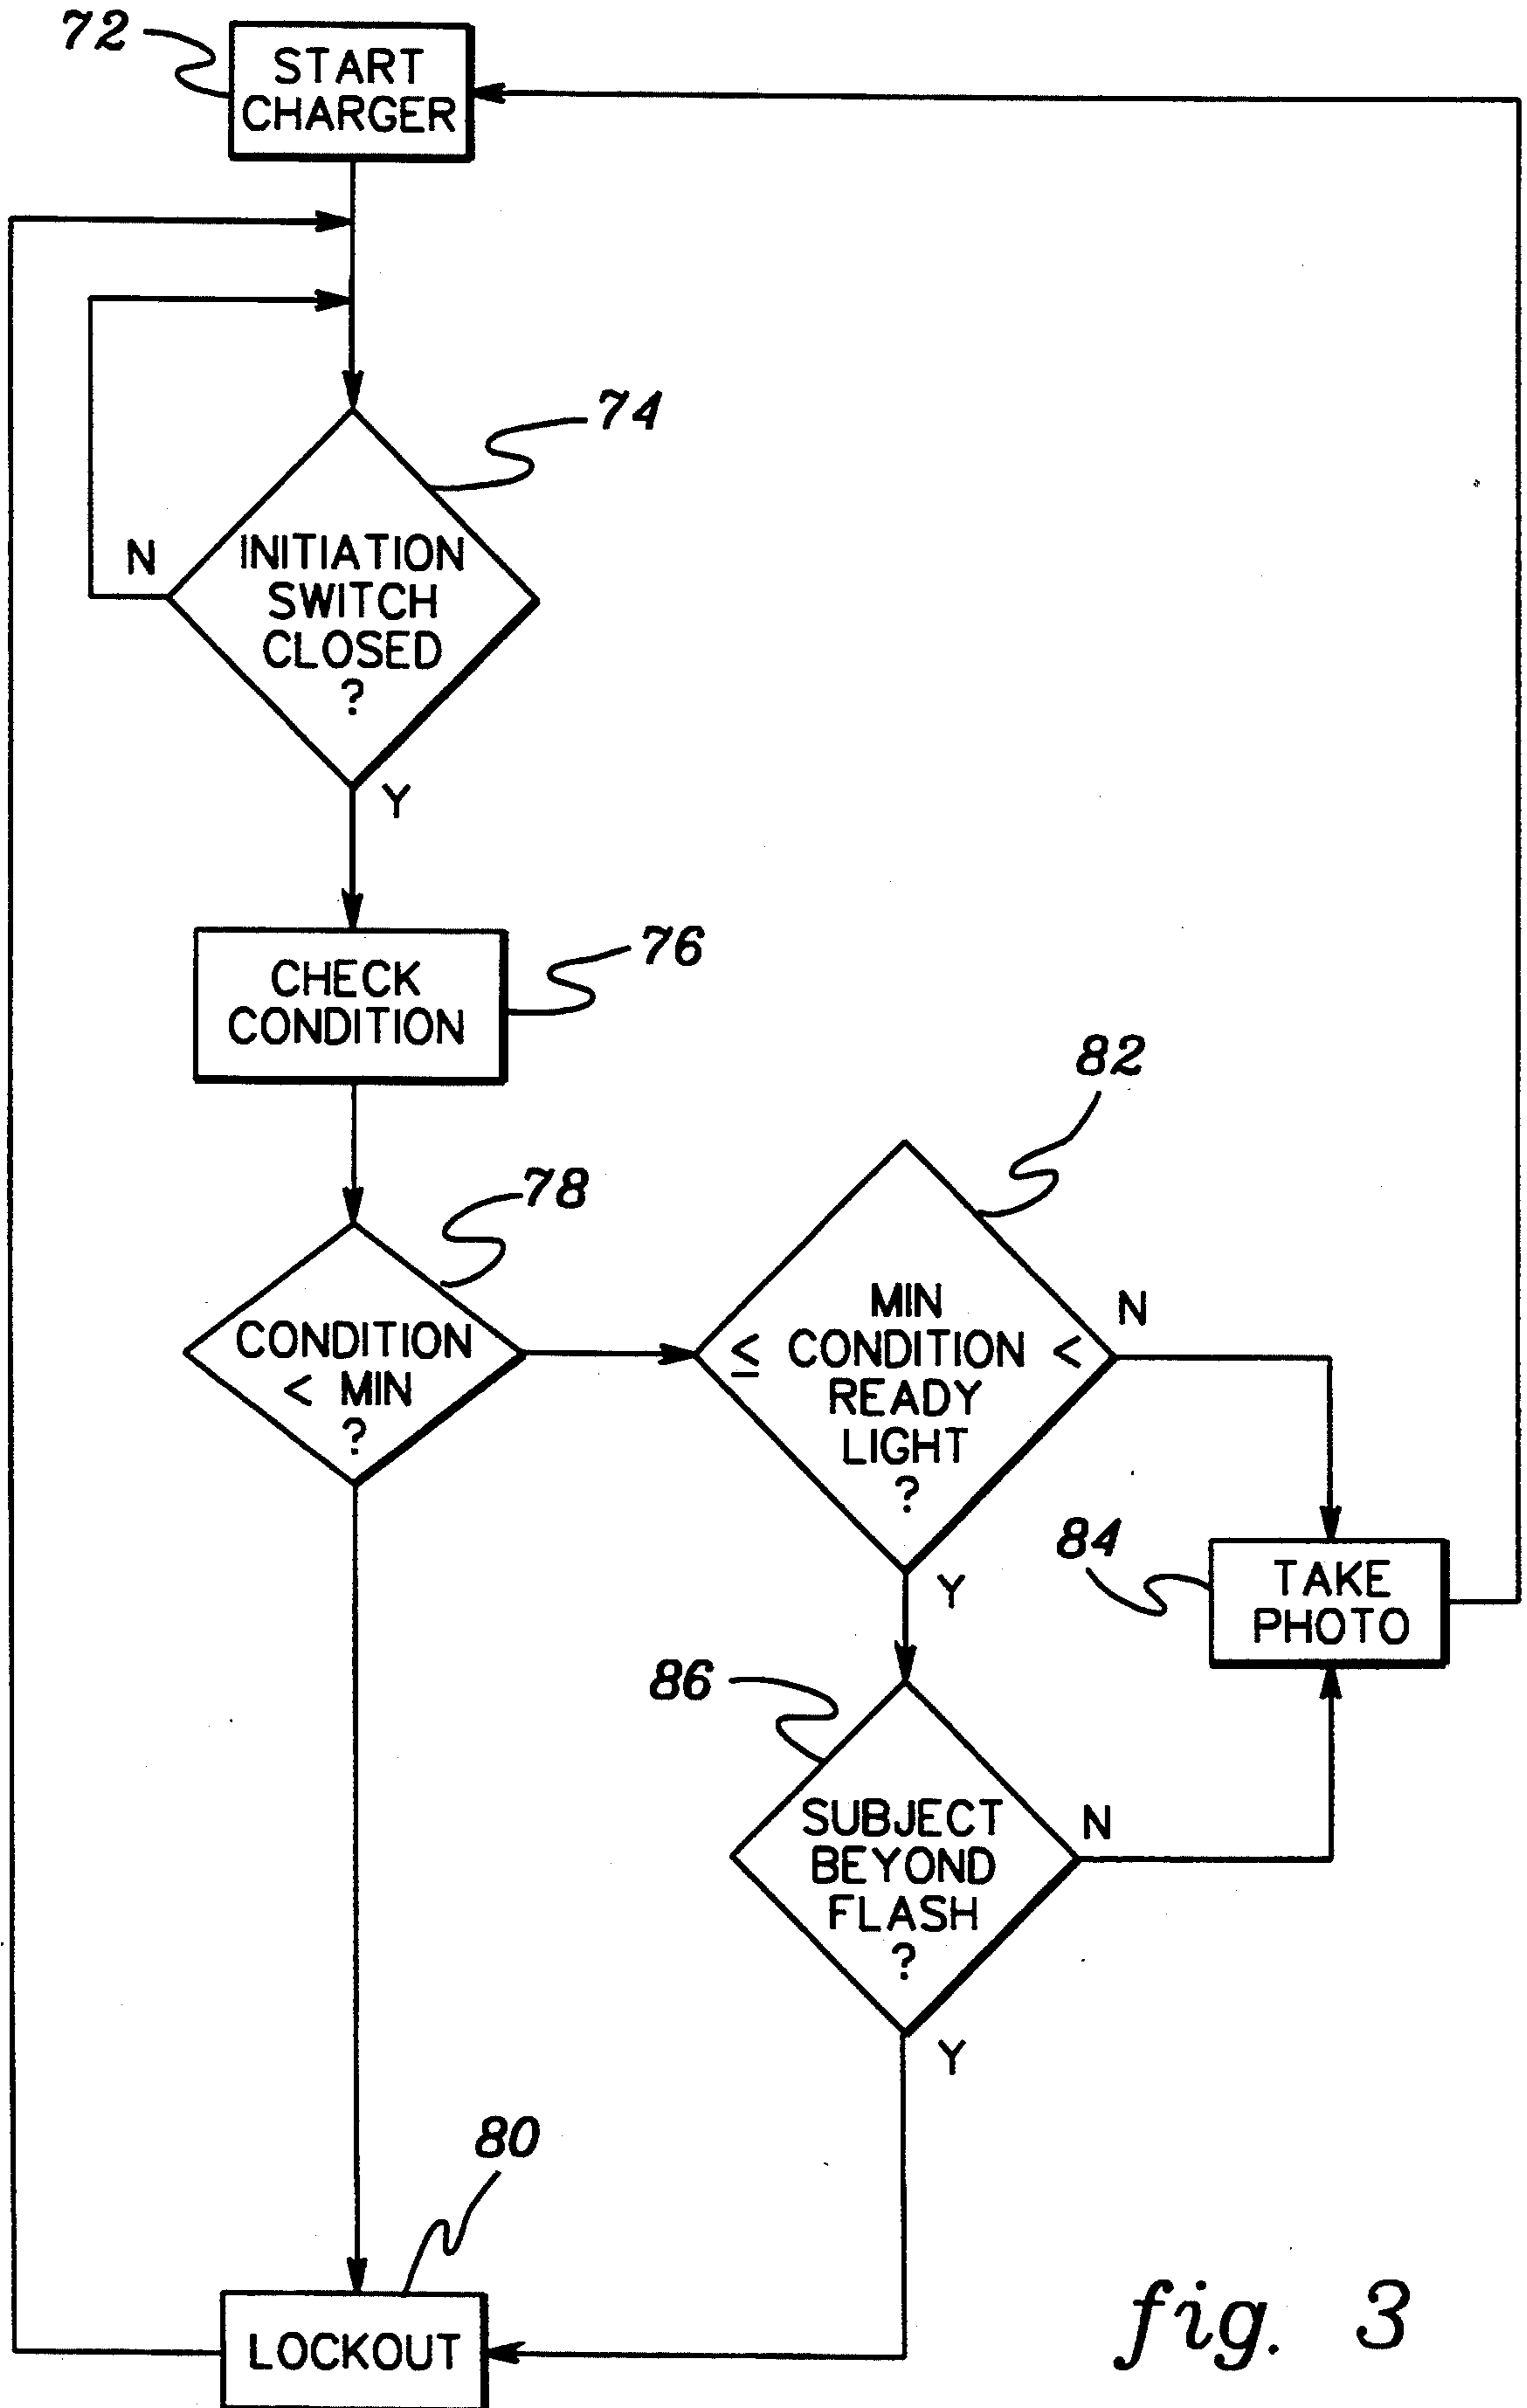 72
START
CHARGER
74
N
INITIATION
SWITCH
CLOSED
?
Y
76
CHECK
CONDITION
82
78
CONDITION
< MIN
?
MIN
≤ CONDITION <
READY
LIGHT
?
N
Y
84
TAKE
PHOTO
86
SUBJECT
BEYOND
FLASH
?
N
Y
80
LOCKOUT
fig. 3